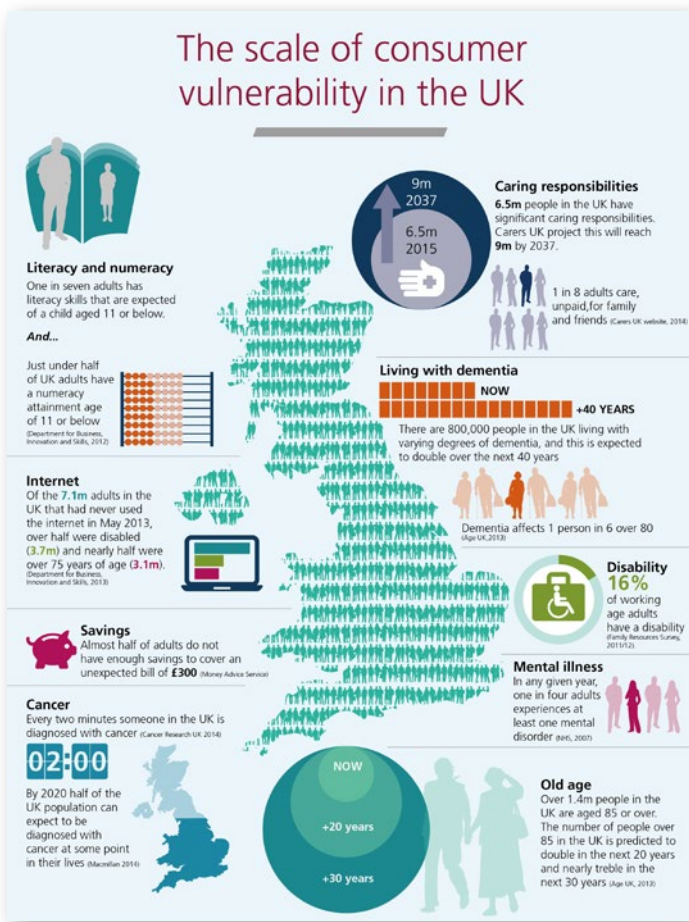 The scale of consumer
vulnerability in the UK
Literacy and numeracy
One in seven adults has
literacy skills that are expected
of a child aged 11 or below.
And...
Just under half
of UK adults have
a numeracy
attainment age
of 11 or below
(Department for Business,
Innovation and Skills, 2012)
Internet
Of the 7.1m adults in the
UK that had never used
the internet in May 2013,
over half were disabled
(3.7m) and nearly half were
over 75 years of age (3.1m).
(Department for Business,
Innovation and Skills, 2013)
Savings
Almost half of adults do not
have enough savings to cover an
unexpected bill of £300 (Money Advice Service)
Cancer
Every two minutes someone in the UK is
diagnosed with cancer (Cancer Research UK 2014)
02:00
By 2020 half of the
UK population can
expect to be
diagnosed with
cancer at some point
in their lives (Macmillan 2014)
9m
2037
6.5m
2015
Caring responsibilities
6.5m people in the UK have
significant caring responsibilities.
Carers UK project this will reach
9m by 2037.
1 in 8 adults care,
unpaid,for family
and friends (Carers UK website, 2014)
Living with dementia
NOW
+40 YEARS
There are 800,000 people in the UK living with
varying degrees of dementia, and this is expected
to double over the next 40 years
Dementia affects 1 person in 6 over 80
(Age UK,2013)
Disability
16%
of working
age adults
have a disability
(Family Resources Survey,
2011/12)
Mental illness
In any given year,
one in four adults
experiences at
least one mental
disorder (NHS, 2007)
NOW
+20 years
+30 years
Old age
Over 1.4m people in the
UK are aged 85 or over.
The number of people over
85 in the UK is predicted to
double in the next 20 years
and nearly treble in the
next 30 years (Age UK, 2013)